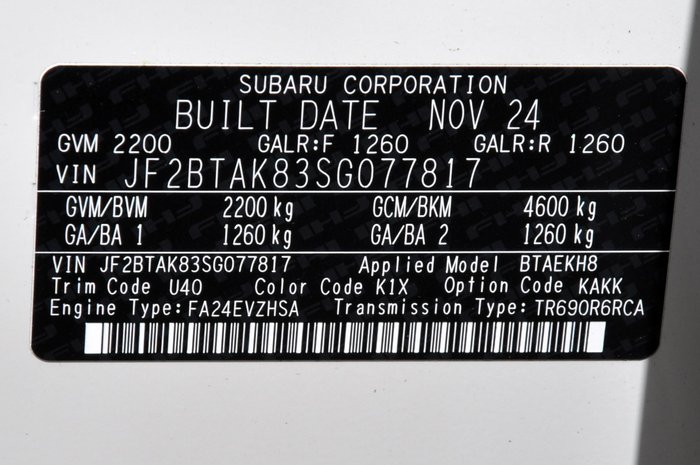 SUBARU CORPORATION
BUILT DATE NOV 24
GVM 2200 GALR:F 1260 GALR:R 1260
VIN JF2BTAK83SG077817
GVM/BVM 2200 kg GCM/BKM 4600 kg
GA/BA 1 1260 kg GA/BA 2 1260 kg
VIN JF2BTAK83SG077817 Applied Model BTAEKH8
Trim Code U40 Color Code K1X Option Code KAKK
Engine Type:FA24EVZHSA Transmission Type:TR690R6RCA